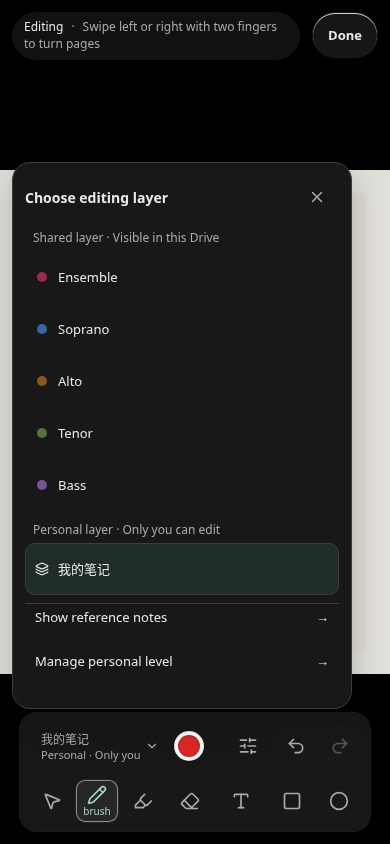 Editing · Swipe left or right with two fingers
to turn pages
Done
Choose editing layer
Shared layer · Visible in this Drive
Ensemble
Soprano
Alto
Tenor
Bass
Personal layer · Only you can edit
我的笔记
Show reference notes →
Manage personal level →
我的笔记
Personal · Only you
brush